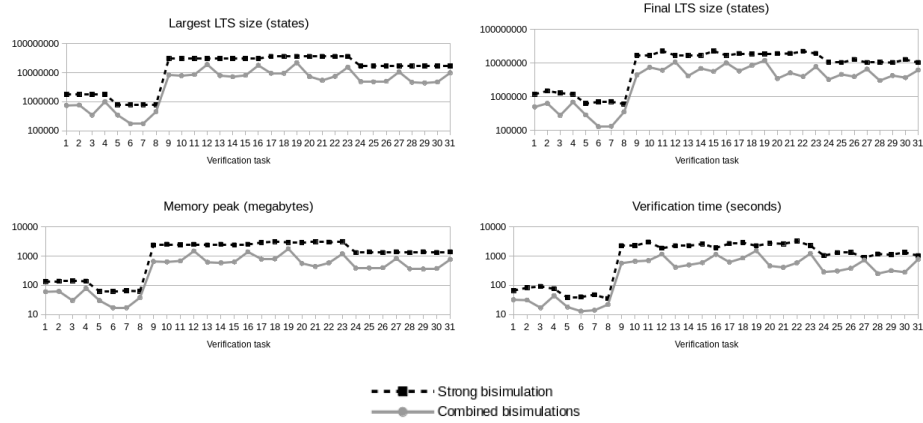 Largest LTS size (states)
100000000
10000000
1000000
100000
1 2 3 4 5 6 7 8 9 10 11 12 13 14 15 16 17 18 19 20 21 22 23 24 25 26 27 28 29 30 31
Verification task
Final LTS size (states)
100000000
10000000
1000000
100000
1 2 3 4 5 6 7 8 9 10 11 12 13 14 15 16 17 18 19 20 21 22 23 24 25 26 27 28 29 30 31
Verification task
Memory peak (megabytes)
10000
1000
100
10
1 2 3 4 5 6 7 8 9 10 11 12 13 14 15 16 17 18 19 20 21 22 23 24 25 26 27 28 29 30 31
Verification task
Verification time (seconds)
10000
1000
100
10
1 2 3 4 5 6 7 8 9 10 11 12 13 14 15 16 17 18 19 20 21 22 23 24 25 26 27 28 29 30 31
Verification task
Strong bisimulation
Combined bisimulations